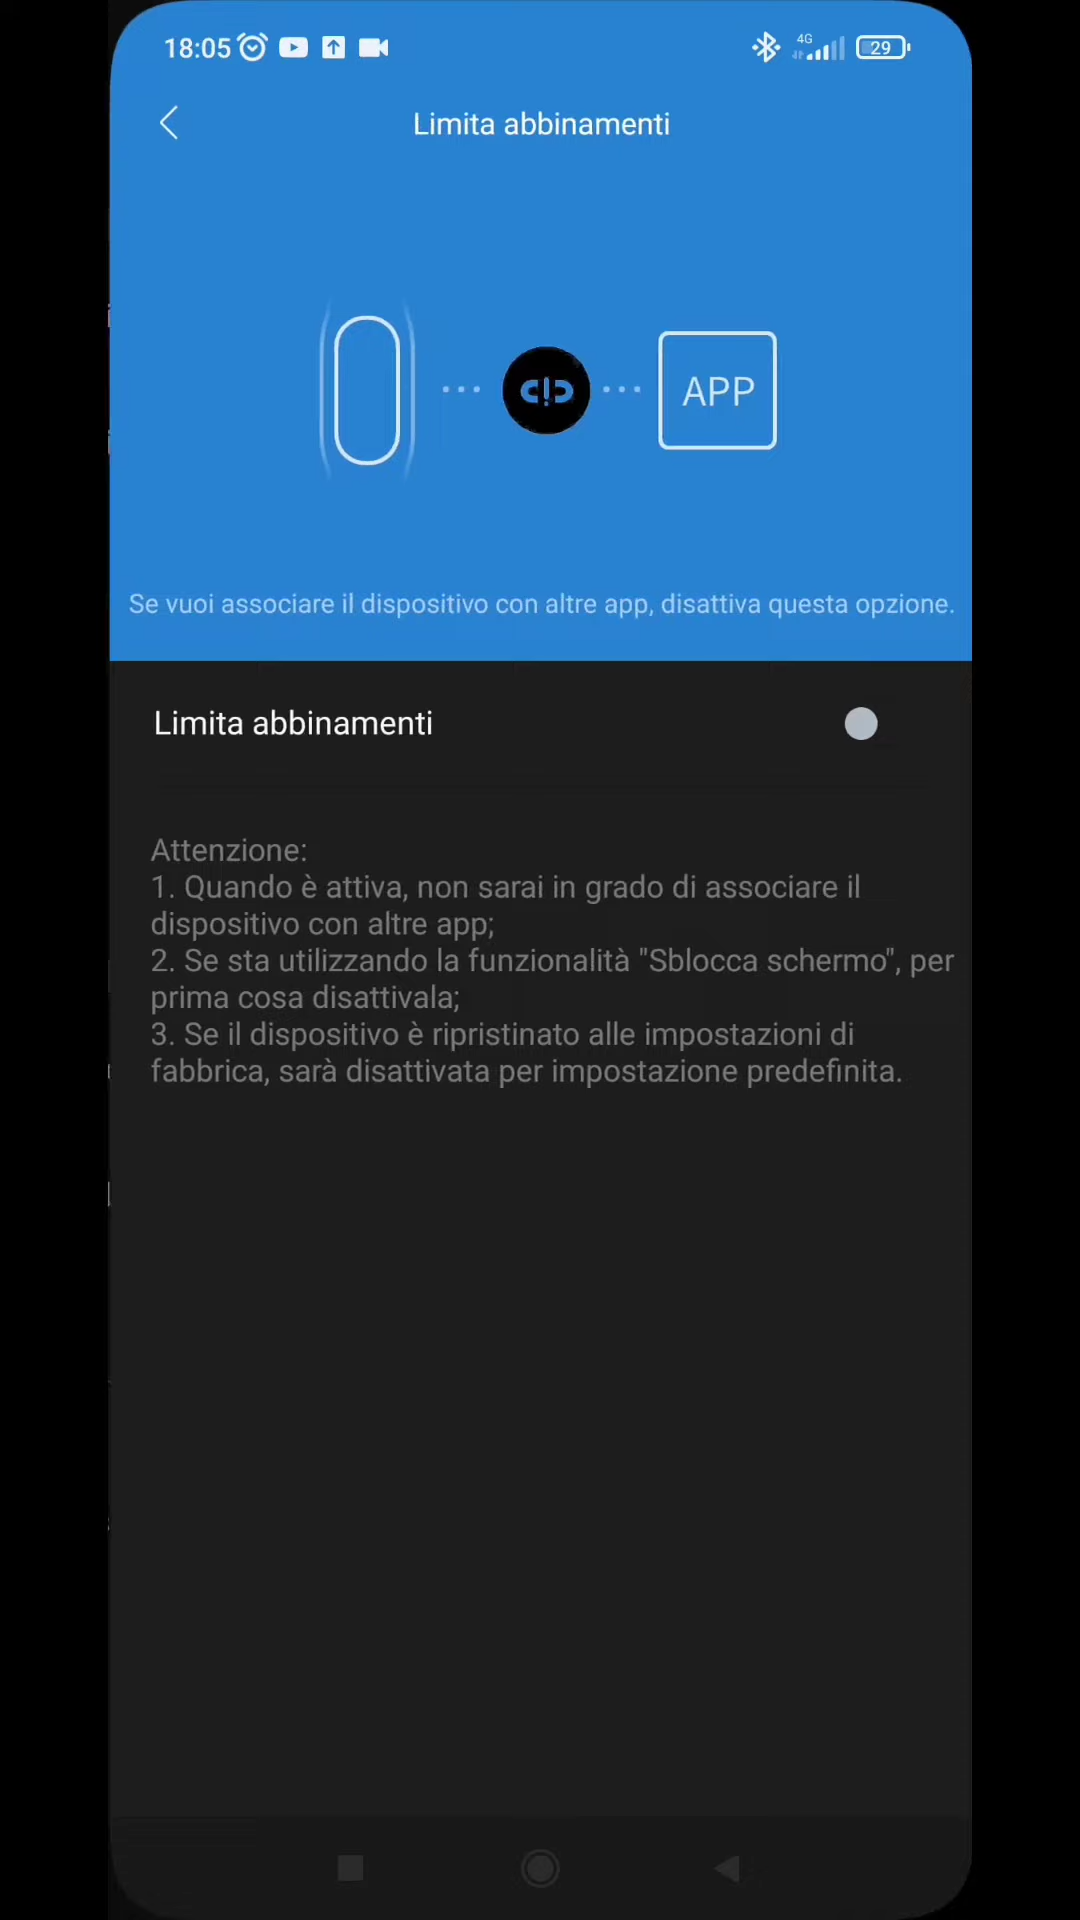 18:05
4G
29
Limita abbinamenti
APP
Se vuoi associare il dispositivo con altre app, disattiva questa opzione.
Limita abbinamenti
Attenzione:
1. Quando è attiva, non sarai in grado di associare il
dispositivo con altre app;
2. Se sta utilizzando la funzionalità "Sblocca schermo", per
prima cosa disattivala;
3. Se il dispositivo è ripristinato alle impostazioni di
fabbrica, sarà disattivata per impostazione predefinita.